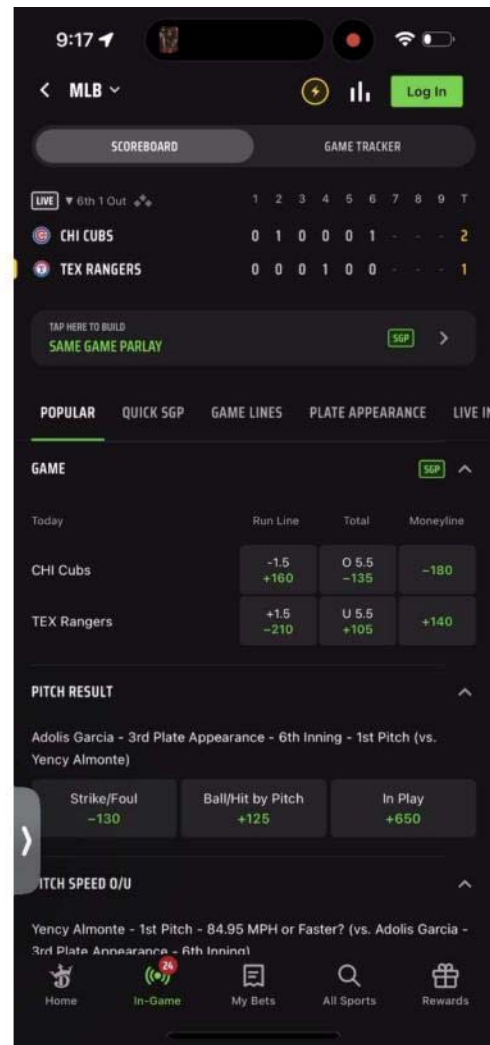 9:17
MLB
Log In
SCOREBOARD GAME TRACKER
LIVE ▼ 6th 1 Out 1 2 3 4 5 6 7 8 9 T
CHI CUBS 0 1 0 0 0 1 - - - 2
TEX RANGERS 0 0 0 1 0 0 - - - 1
TAP HERE TO BUILD
SAME GAME PARLAY SGP
POPULAR QUICK SGP GAME LINES PLATE APPEARANCE LIVE I
GAME SGP
Today Run Line Total Moneyline
-1.5 O 5.5
CHI Cubs +160 −135 −180
+1.5 U 5.5
TEX Rangers −210 +105 +140
PITCH RESULT
Adolis Garcia - 3rd Plate Appearance - 6th Inning - 1st Pitch (vs.
Yency Almonte)
Strike/Foul Ball/Hit by Pitch In Play
−130 +125 +650
PITCH SPEED O/U
Yency Almonte - 1st Pitch - 84.95 MPH or Faster? (vs. Adolis Garcia -
3rd Plate Appearance - 6th Inning)
24
Home In-Game My Bets All Sports Rewards